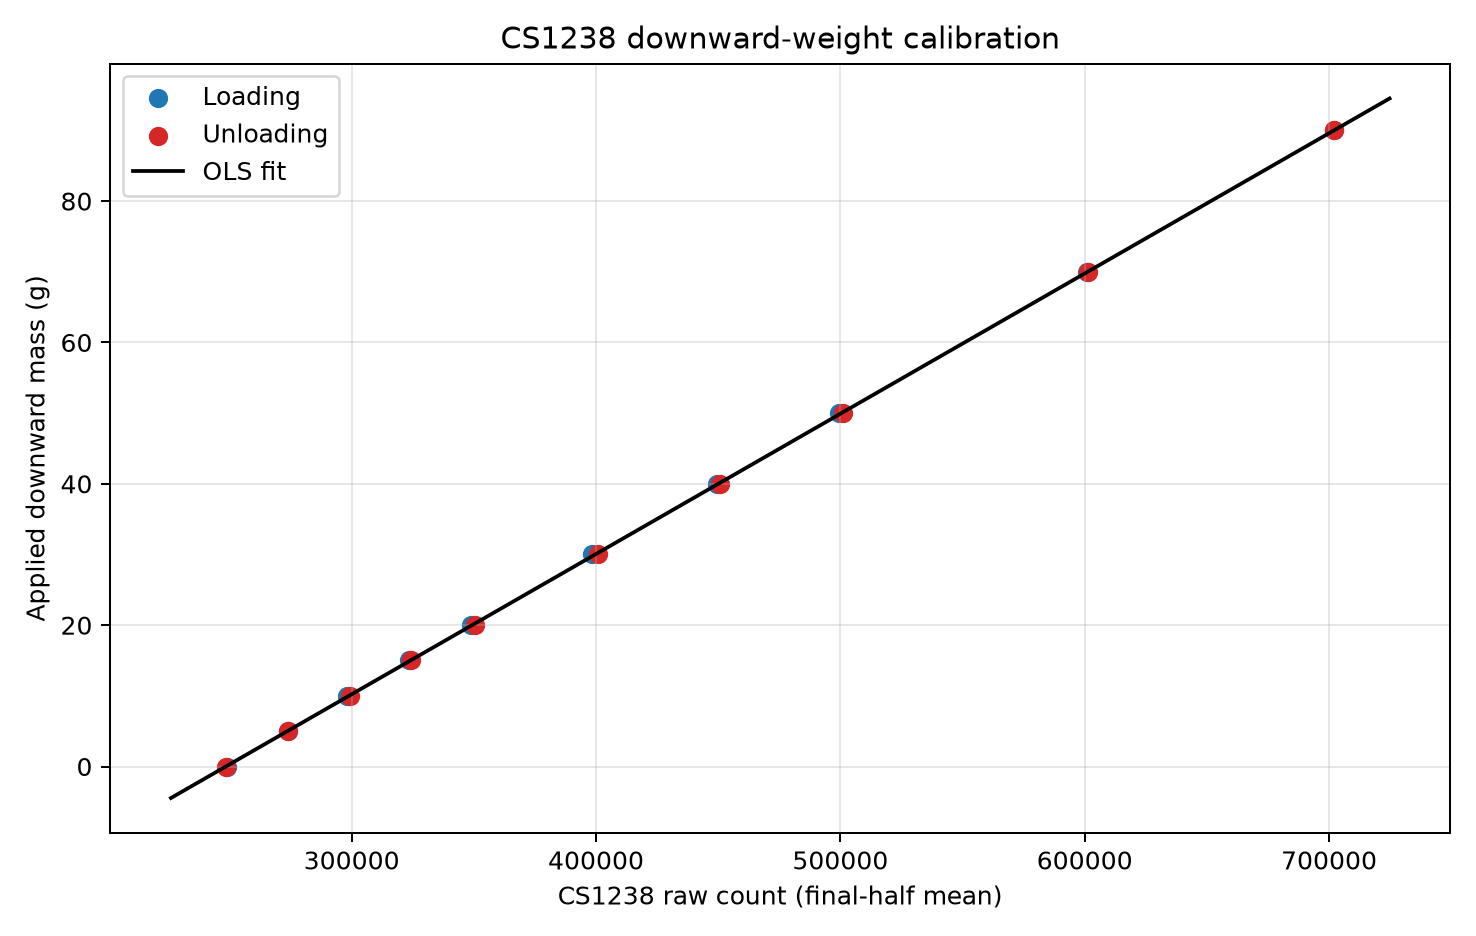 CS1238 downward-weight calibration
Loading
Unloading
OLS fit
Applied downward mass (g)
80
60
40
20
0
300000
400000
500000
600000
700000
CS1238 raw count (final-half mean)